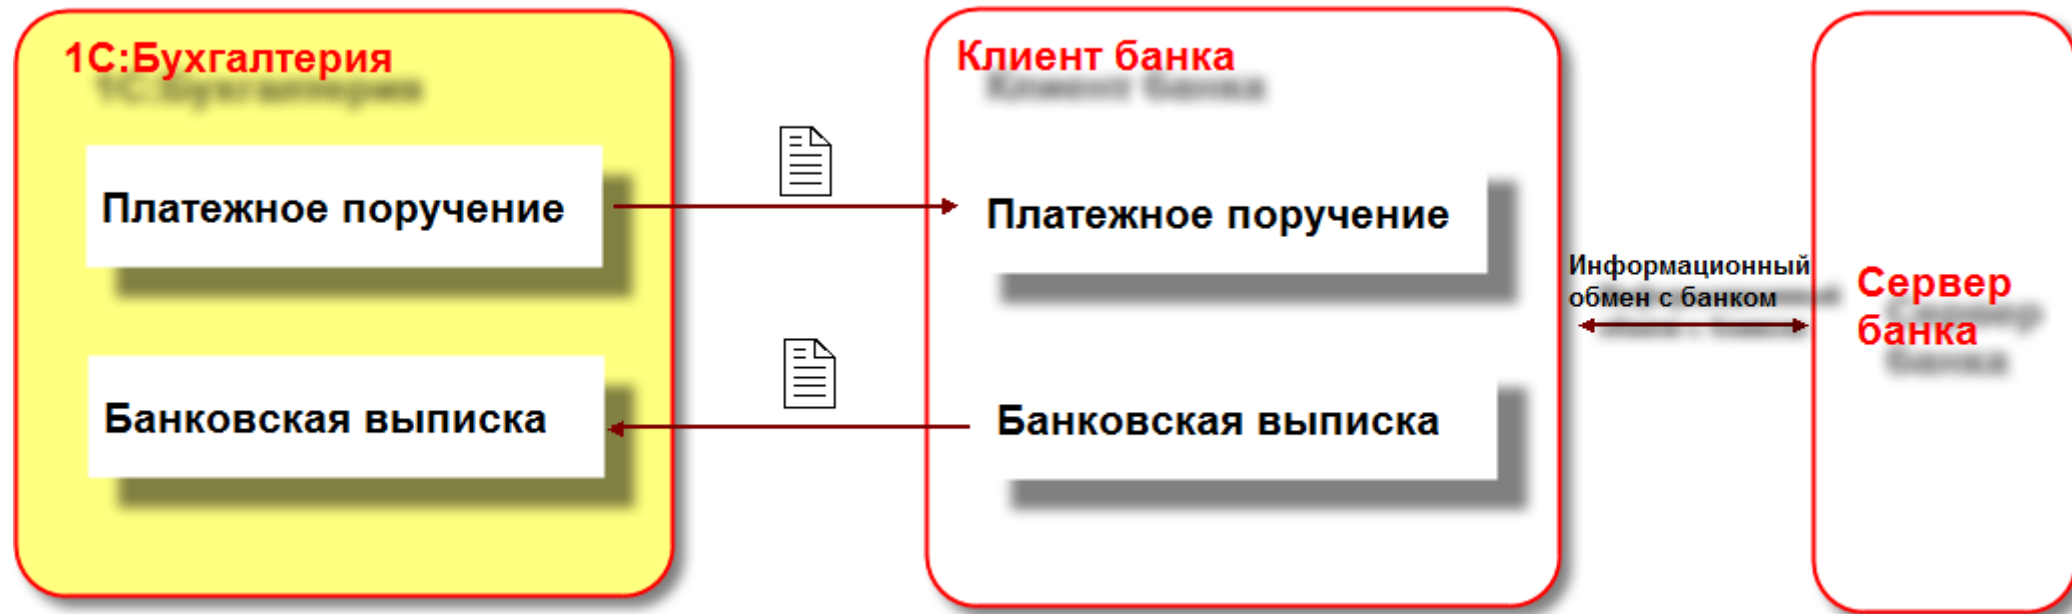 1С:Бухгалтерия
Платежное поручение
Банковская выписка
Клиент банка
Платежное поручение
Банковская выписка
Информационный
обмен с банком
Сервер
банка